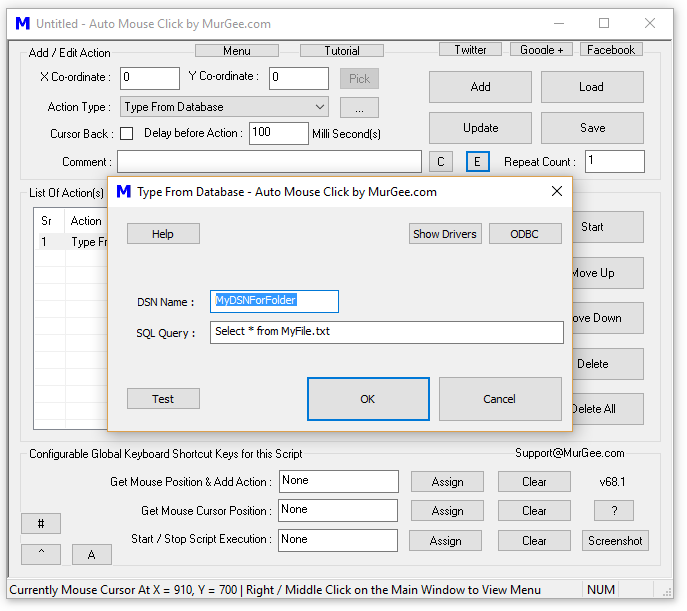 M Untitled - Auto Mouse Click by MurGee.com
Add / Edit Action Menu Tutorial Twitter Google + Facebook
X Co-ordinate : 0 Y Co-ordinate : 0 Pick Add Load
Action Type : Type From Database ...
Cursor Back : Delay before Action : 100 Milli Second(s) Update Save
Comment : C E Repeat Count : 1
List Of Action(s)
Sr Action
1 Type Fr
Start
Move Up
ove Down
Delete
Delete All
M Type From Database - Auto Mouse Click by MurGee.com
Help Show Drivers ODBC
DSN Name : MyDSNForFolder
SQL Query : Select * from MyFile.txt
Test OK Cancel
Configurable Global Keyboard Shortcut Keys for this Script Support@MurGee.com
Get Mouse Position & Add Action : None Assign Clear v68.1
Get Mouse Cursor Position : None Assign Clear ?
# Start / Stop Script Execution : None Assign Clear Screenshot
^ A
Currently Mouse Cursor At X = 910, Y = 700 | Right / Middle Click on the Main Window to View Menu NUM